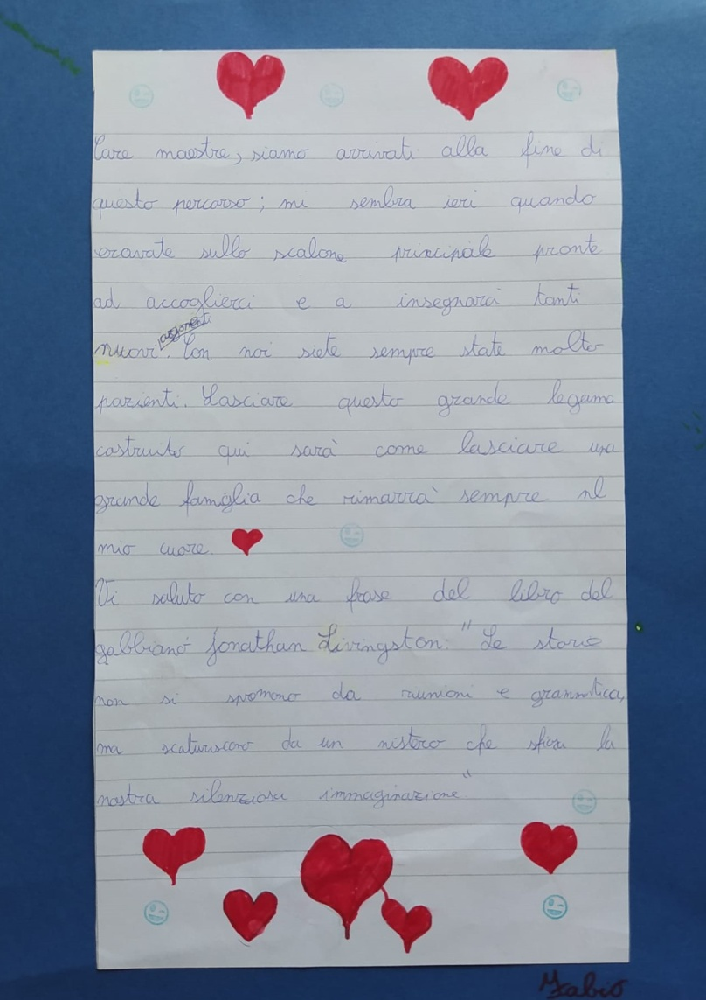 Care maestre, siamo arrivati alla fine di
questo percorso; mi sembra ieri quando
eravate sullo scalone principale pronte
ad accoglierci e a insegnarci tanti
argomenti
nuovi. Con noi siete sempre state molto
pazienti. Lasciare questo grande legame
costruito qui sarà come lasciare una
grande famiglia che rimarrà sempre nel
mio cuore.
Vi saluto con una frase del libro del
gabbiano Jonathan Livingston: "Le storie
non si spremono da riunioni e grammatica,
ma scaturiscono da un mistero che sfiora la
nostra silenziosa immaginazione"